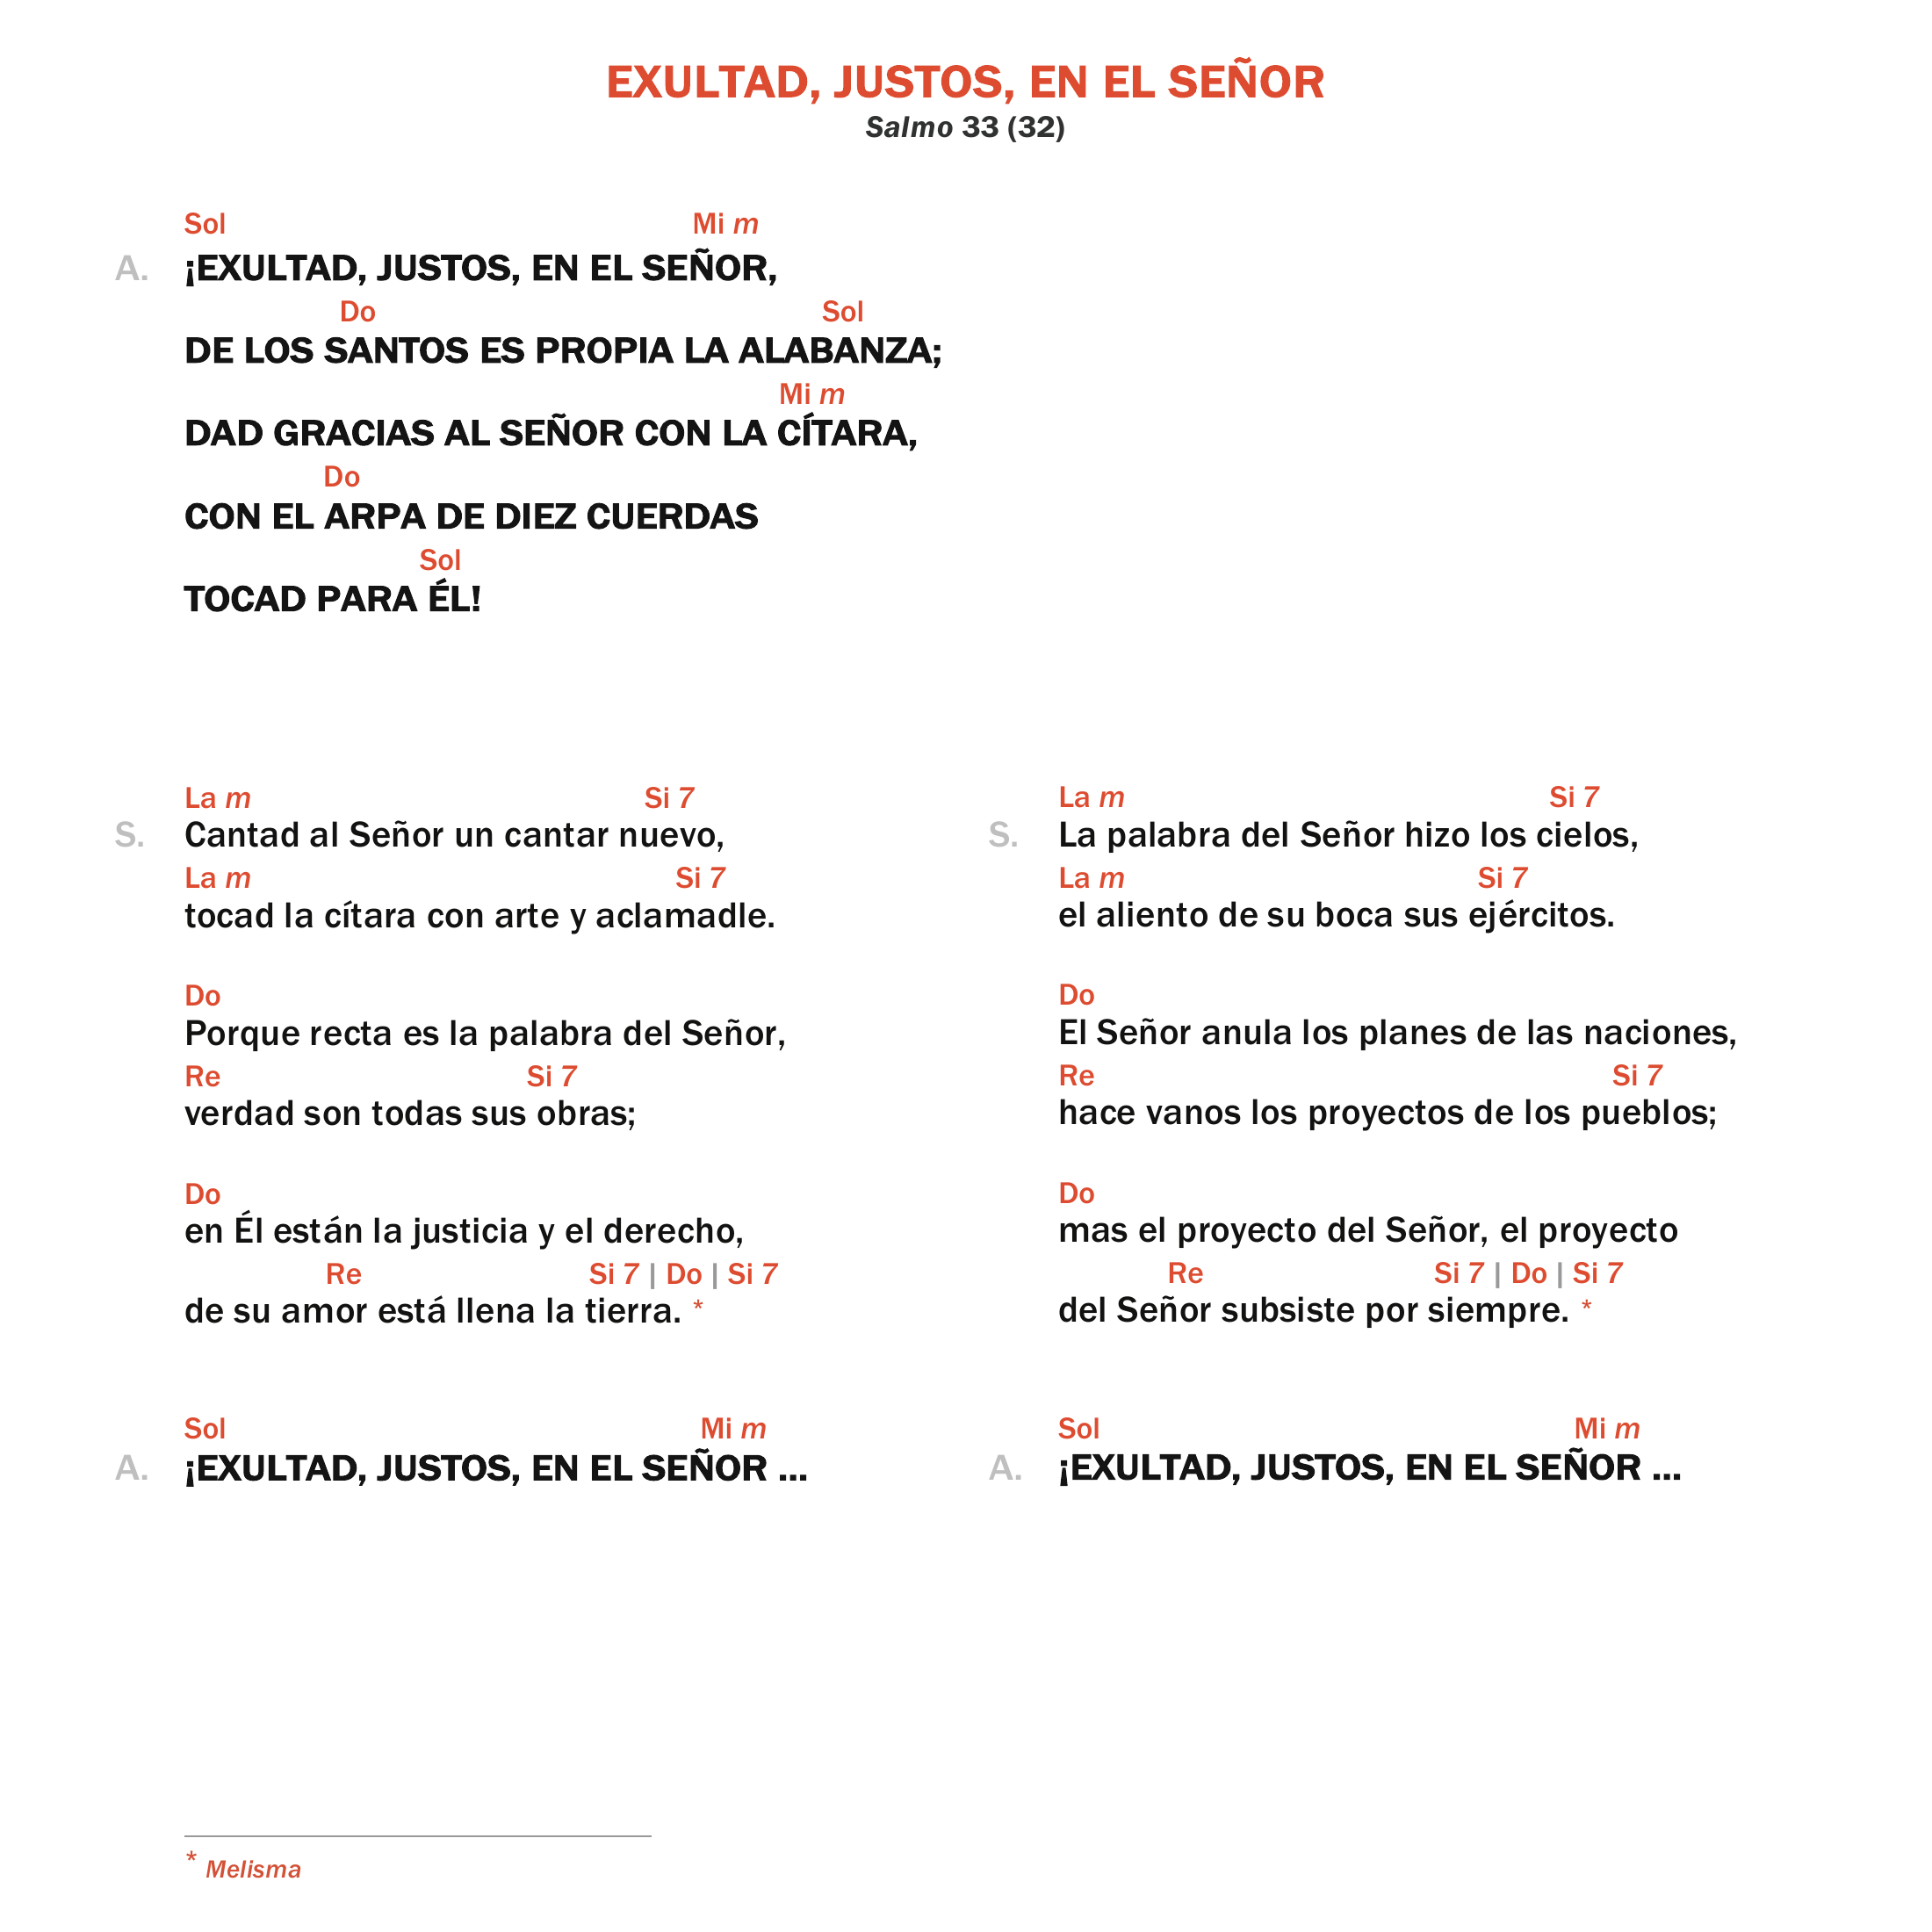 EXULTAD, JUSTOS, EN EL SEÑOR
Salmo 33 (32)
Sol Mi m
A. ¡EXULTAD, JUSTOS, EN EL SEÑOR,
Do Sol
DE LOS SANTOS ES PROPIA LA ALABANZA;
Mi m
DAD GRACIAS AL SEÑOR CON LA CÍTARA,
Do
CON EL ARPA DE DIEZ CUERDAS
Sol
TOCAD PARA ÉL!
La m Si 7
S. Cantad al Señor un cantar nuevo,
La m Si 7
tocad la cítara con arte y aclamadle.
Do
Porque recta es la palabra del Señor,
Re Si 7
verdad son todas sus obras;
Do
en Él están la justicia y el derecho,
Re Si 7 | Do | Si 7
de su amor está llena la tierra. *
Sol Mi m
A. ¡EXULTAD, JUSTOS, EN EL SEÑOR ...
La m Si 7
S. La palabra del Señor hizo los cielos,
La m Si 7
el aliento de su boca sus ejércitos.
Do
El Señor anula los planes de las naciones,
Re Si 7
hace vanos los proyectos de los pueblos;
Do
mas el proyecto del Señor, el proyecto
Re Si 7 | Do | Si 7
del Señor subsiste por siempre. *
Sol Mi m
A. ¡EXULTAD, JUSTOS, EN EL SEÑOR ...
* Melisma